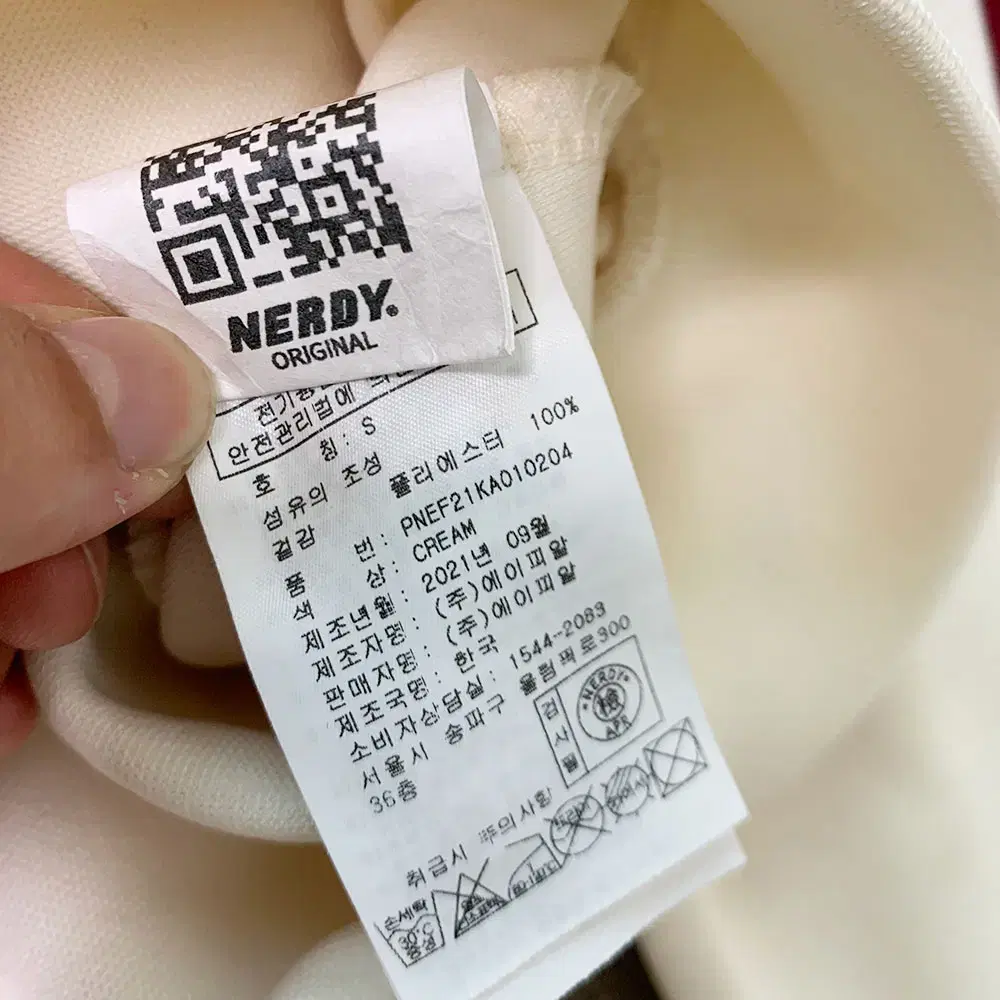 NERDY.
ORIGINAL
전기용
안전관리법에 의
호 칭: S
섬유의 조성
겉감 폴리에스터 100%
품 번: PNEF21KA010204
색 상: CREAM
제조년월: 2021년 09월
제조자명: (주)에이피알
판매자명: (주)에이피알
제조국명: 한국
소비자상담실: 1544-2083
서울시 송파구 올림픽로300
36층
검사필
NERDY
APR
취급시 주의사항
손세탁
30°C
중성
드라이